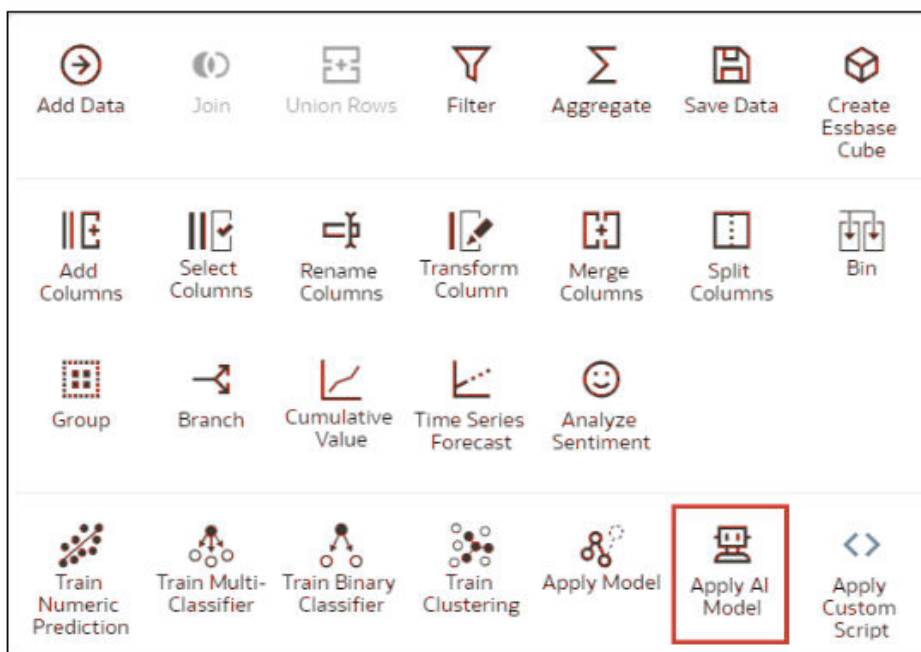 Add Data Join Union Rows Filter Aggregate Save Data Create
Essbase
Cube
Add Select Rename Transform Merge Split Bin
Columns Columns Columns Column Columns Columns
Group Branch Cumulative Time Series Analyze
Value Forecast Sentiment
Train Train Multi- Train Binary Train Apply Model Apply AI Apply
Numeric Classifier Classifier Clustering Model Custom
Prediction Script